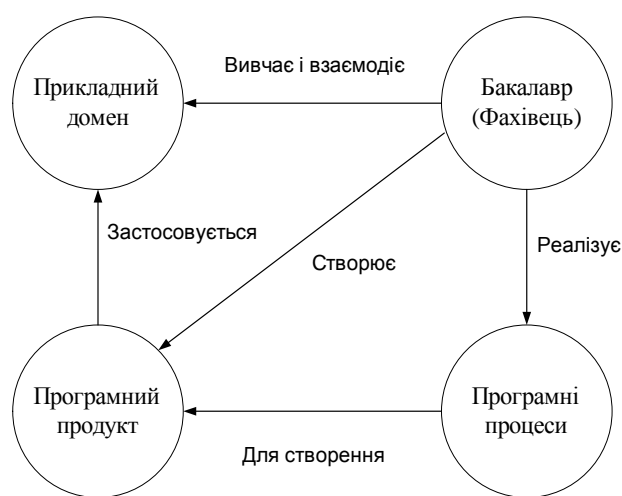 Вивчає і взаємодіє
Прикладний
домен
Бакалавр
(Фахівець)
Застосовується
Створює
Реалізує
Програмний
продукт
Програмні
процеси
Для створення